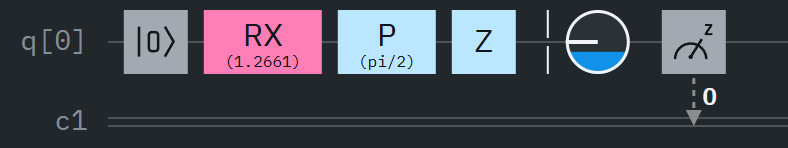 q[0] |0⟩ RX (1.2661) P (pi/2) Z z
0
c1